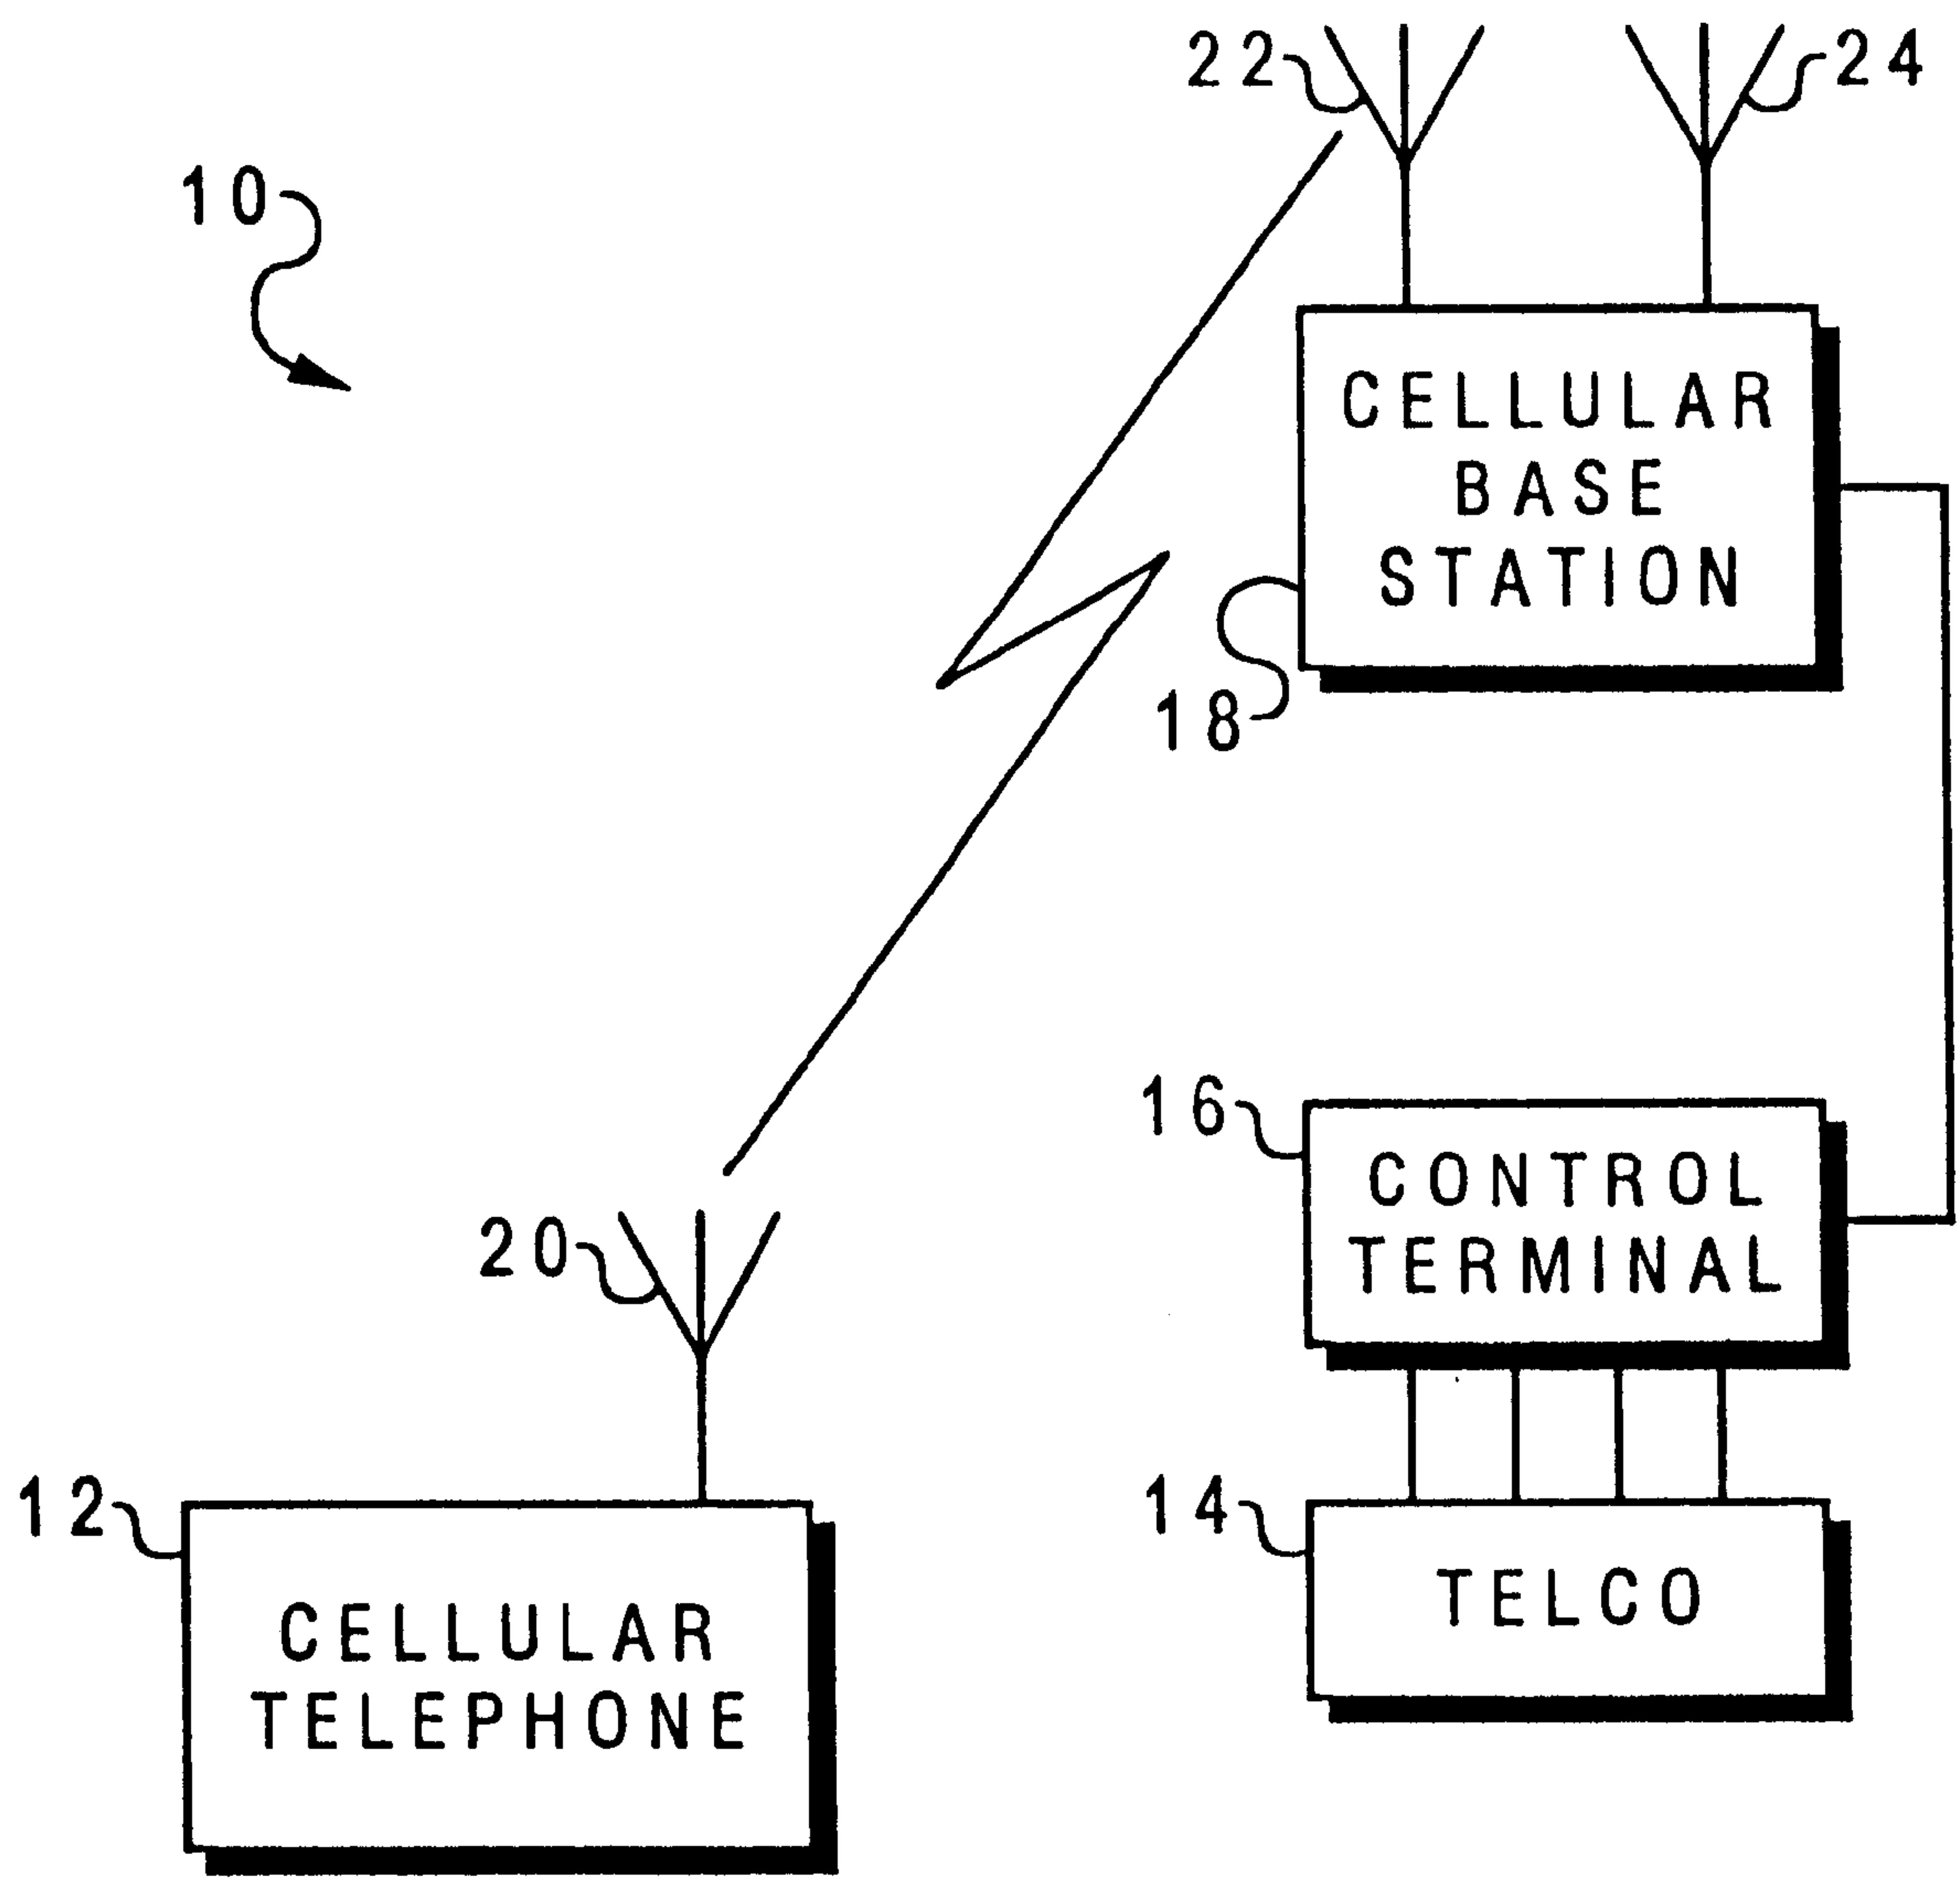 22
24
10
CELLULAR
BASE
STATION
18
16
CONTROL
TERMINAL
20
12
14
TELCO
CELLULAR
TELEPHONE